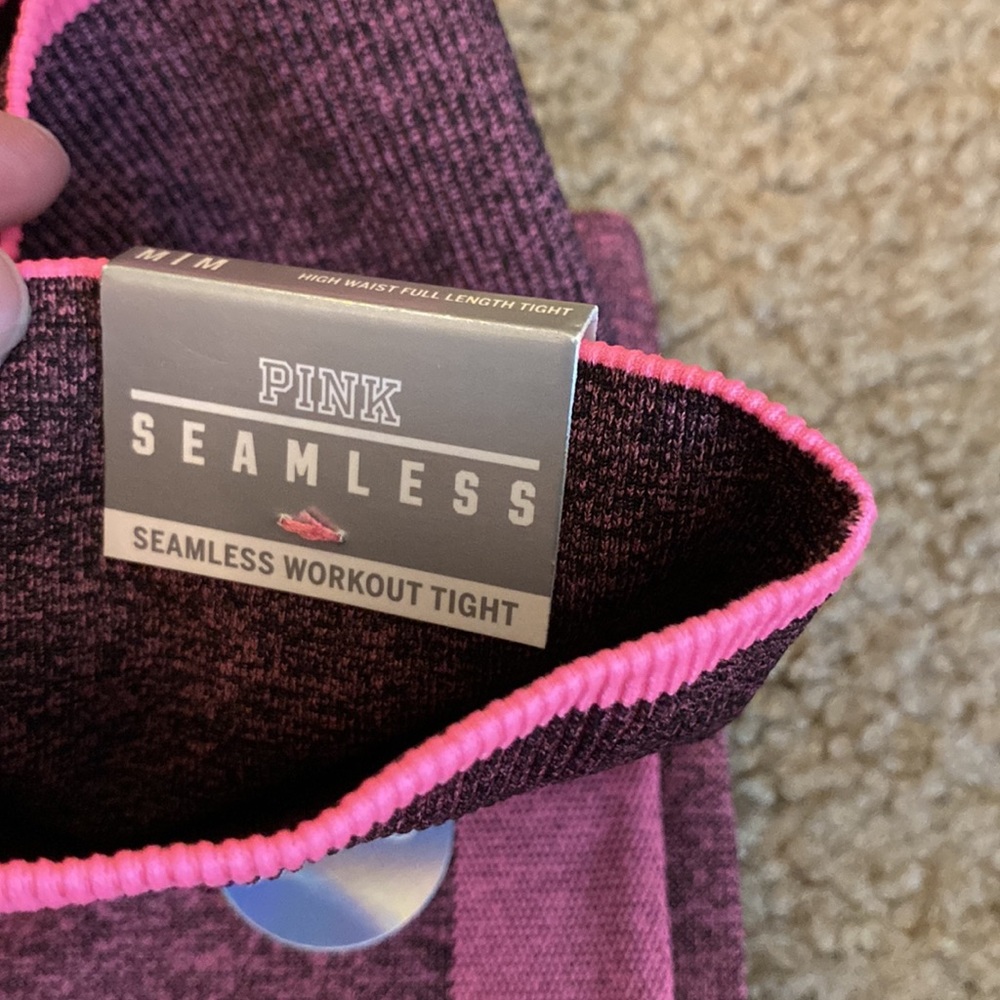 M | M
HIGH WAIST FULL LENGTH TIGHT
PINK
SEAMLESS
SEAMLESS WORKOUT TIGHT